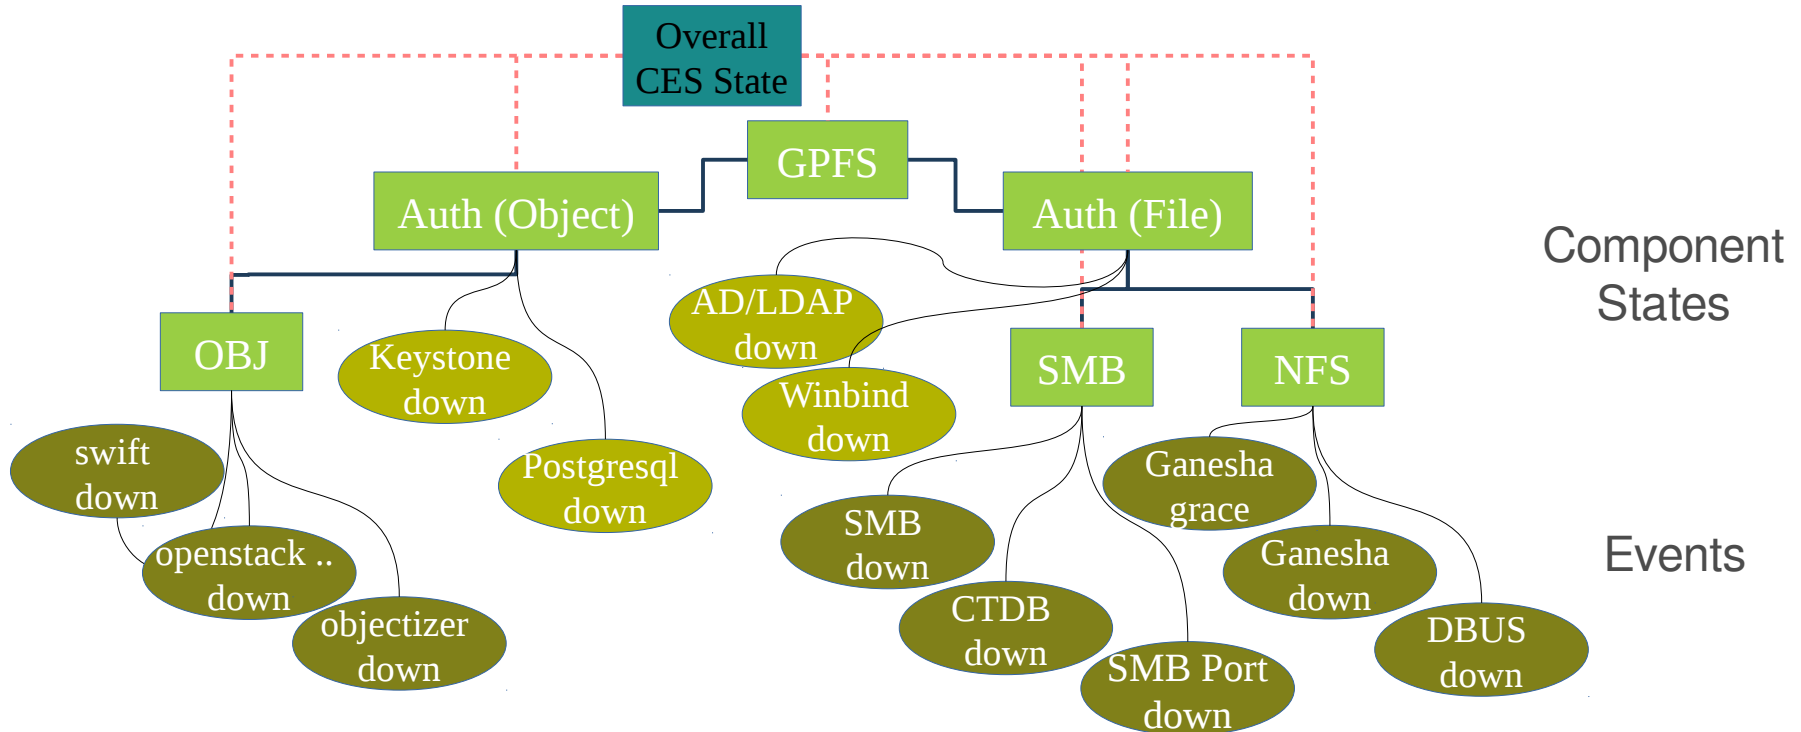 Overall
CES State
GPFS
Auth (Object)
Auth (File)
Component
States
OBJ
Keystone
down
AD/LDAP
down
Winbind
down
SMB
NFS
swift
down
Postgresql
down
openstack ..
down
objectizer
down
SMB
down
CTDB
down
SMB Port
down
Ganesha
grace
Ganesha
down
DBUS
down
Events